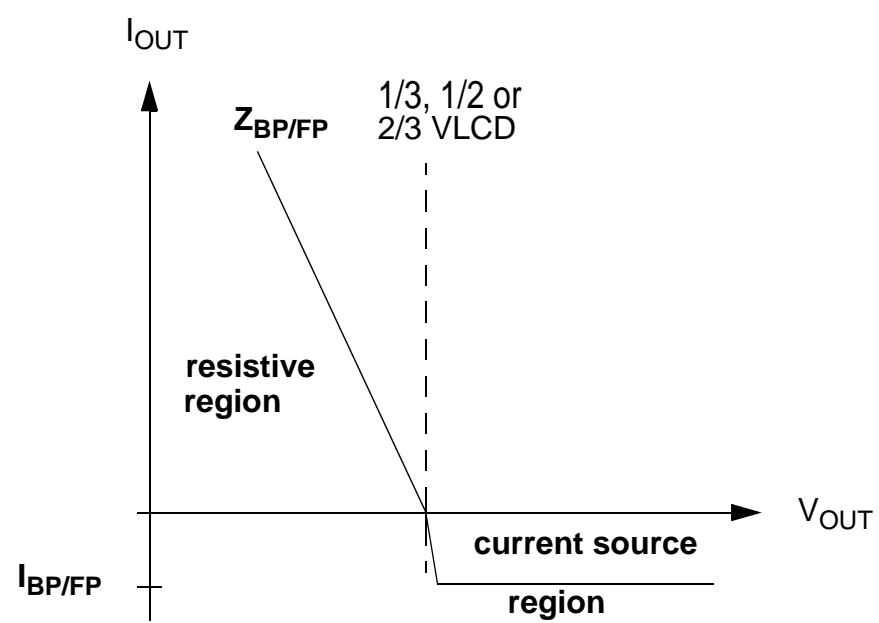 IOUT
ZBP/FP
1/3, 1/2 or
2/3 VLCD
resistive
region
VOUT
current source
IBP/FP
region